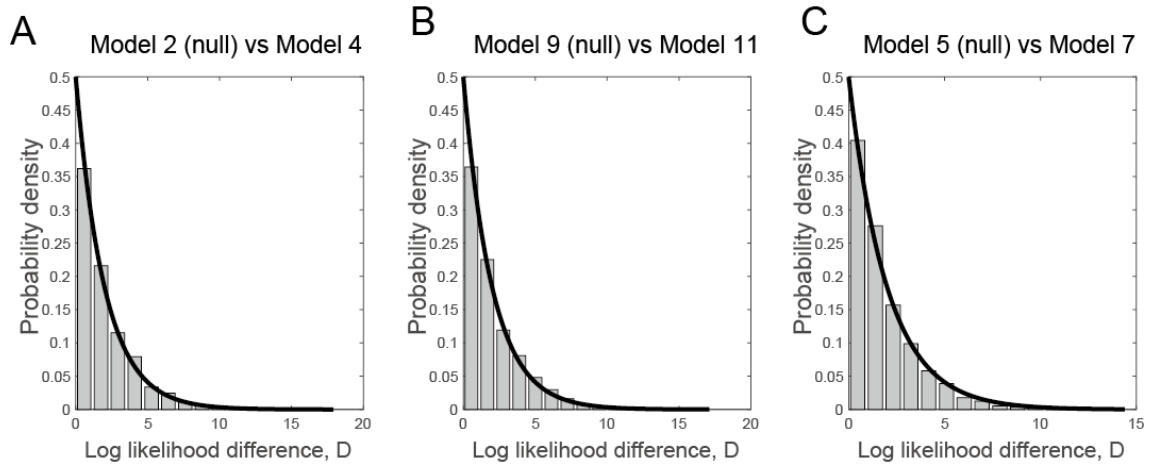 A
Model 2 (null) vs Model 4
Probability density
0.5
0.45
0.4
0.35
0.3
0.25
0.2
0.15
0.1
0.05
0
0 5 10 15 20
Log likelihood difference, D
B
Model 9 (null) vs Model 11
Probability density
0.5
0.45
0.4
0.35
0.3
0.25
0.2
0.15
0.1
0.05
0
0 5 10 15 20
Log likelihood difference, D
C
Model 5 (null) vs Model 7
Probability density
0.5
0.45
0.4
0.35
0.3
0.25
0.2
0.15
0.1
0.05
0
0 5 10 15
Log likelihood difference, D